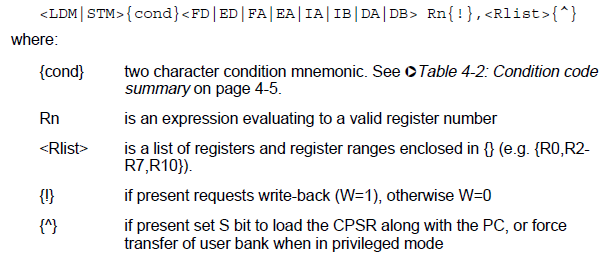 <LDM|STM>{cond}<FD|ED|FA|EA|IA|IB|DA|DB> Rn{!},<Rlist>{^}
where:
{cond} two character condition mnemonic. See Table 4-2: Condition code
summary on page 4-5.
Rn is an expression evaluating to a valid register number
<Rlist> is a list of registers and register ranges enclosed in {} (e.g. {R0,R2-
R7,R10}).
{!} if present requests write-back (W=1), otherwise W=0
{^} if present set S bit to load the CPSR along with the PC, or force
transfer of user bank when in privileged mode